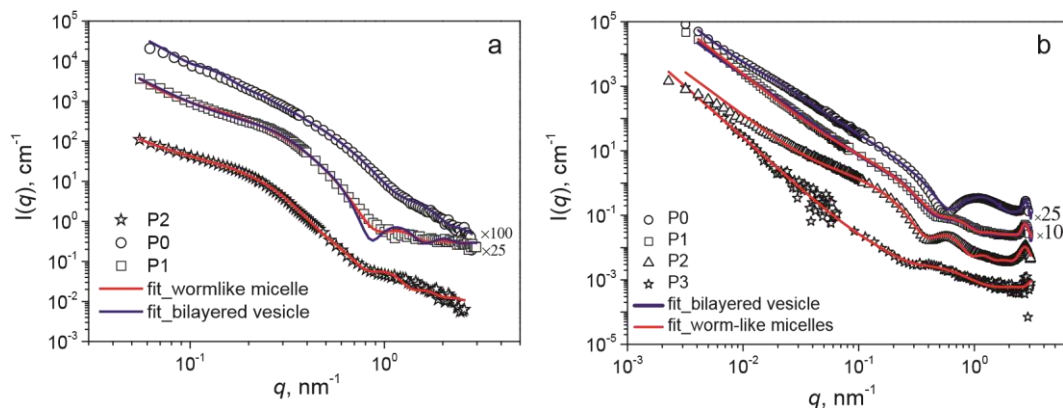 a
10^5
10^4
10^3
10^2
10^1
10^0
10^-1
10^-2
10^-3
I(q), cm^-1
×100
×25
P2
P0
P1
fit_wormlike micelle
fit_bilayered vesicle
10^-1
10^0
q, nm^-1
b
10^5
10^3
10^1
10^-1
10^-3
10^-5
I(q), cm^-1
×25
×10
P0
P1
P2
P3
fit_bilayered vesicle
fit_worm-like micelles
10^-3
10^-2
10^-1
10^0
q, nm^-1